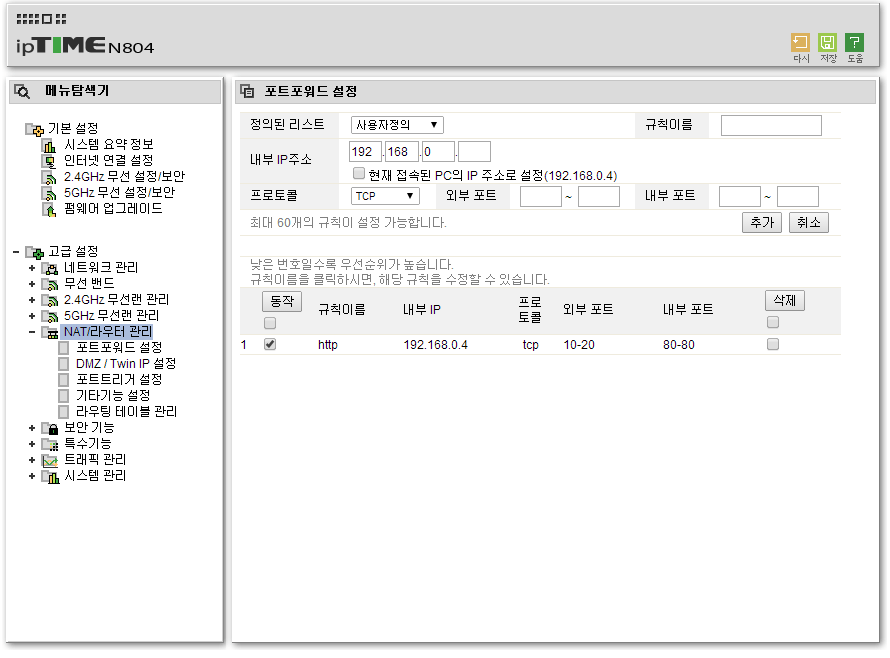 ipTIME N804
다시 저장 도움
메뉴탐색기
기본 설정
시스템 요약 정보
인터넷 연결 설정
2.4GHz 무선 설정/보안
5GHz 무선 설정/보안
펌웨어 업그레이드
고급 설정
네트워크 관리
무선 밴드
2.4GHz 무선랜 관리
5GHz 무선랜 관리
NAT/라우터 관리
포트포워드 설정
DMZ / Twin IP 설정
포트트리거 설정
기타기능 설정
라우팅 테이블 관리
보안 기능
특수기능
트래픽 관리
시스템 관리
포트포워드 설정
정의된 리스트 사용자정의 규칙이름
내부 IP주소 192 . 168 . 0 .
현재 접속된 PC의 IP 주소로 설정(192.168.0.4)
프로토콜 TCP 외부 포트 ~ 내부 포트 ~
최대 60개의 규칙이 설정 가능합니다. 추가 취소
낮은 번호일수록 우선순위가 높습니다.
규칙이름을 클릭하시면, 해당 규칙을 수정할 수 있습니다.
동작 규칙이름 내부 IP 프로 외부 포트 내부 포트 삭제
토콜
1 http 192.168.0.4 tcp 10-20 80-80